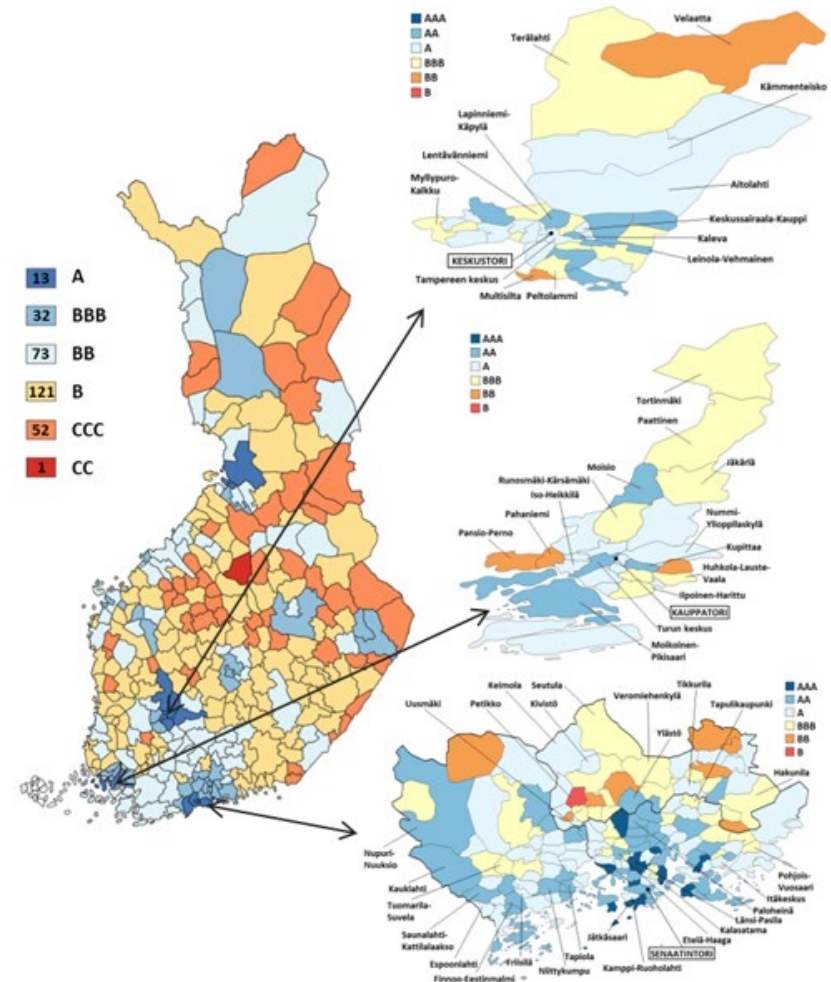 13 A
32 BBB
73 BB
121 B
52 CCC
1 CC
AAA
AA
A
BBB
BB
B
Velaatta
Terälahti
Kämmenteisko
Lapinniemi-
Käpylä
Lentävänniemi
Myllypuro-
Kalkku
Aitolahti
Keskussairaala-Kauppi
Kaleva
KESKUSTORI
Leinola-Vehmainen
Tampereen keskus
Multisilta Peltolammi
AAA
AA
A
BBB
BB
B
Tortinmäki
Paattinen
Moisio
Jäkärlä
Runosmäki-Kärsämäki
Iso-Heikkilä
Pahaniemi
Nummi-
Ylioppilaskylä
Pansio-Perno
Kupittaa
Huhkola-Lauste-
Vaala
Ilpoinen-Harittu
KAUPPATORI
Turun keskus
Moikoinen-
Pikisaari
AAA
AA
A
BBB
BB
B
Keimola Seutula
Tikkurila
Uusmäki
Petikko
Kivistö
Veromiehenkylä
Tapulikaupunki
Ylästö
Hakunila
Nupuri-
Nuuksio
Kauklahti
Tuomarila-
Suvela
Saunalahti-
Kattilalaakso
Espoonlahti
Finnoo-Eestinmalmi
Friisilä
Niittykumpu
Tapiola
Jätkäsaari
Kamppi-Ruoholahti
SENAATINTORI
Etelä-Haaga
Kalasatama
Länsi-Pasila
Paloheinä
Itäkeskus
Pohjois-
Vuosaari